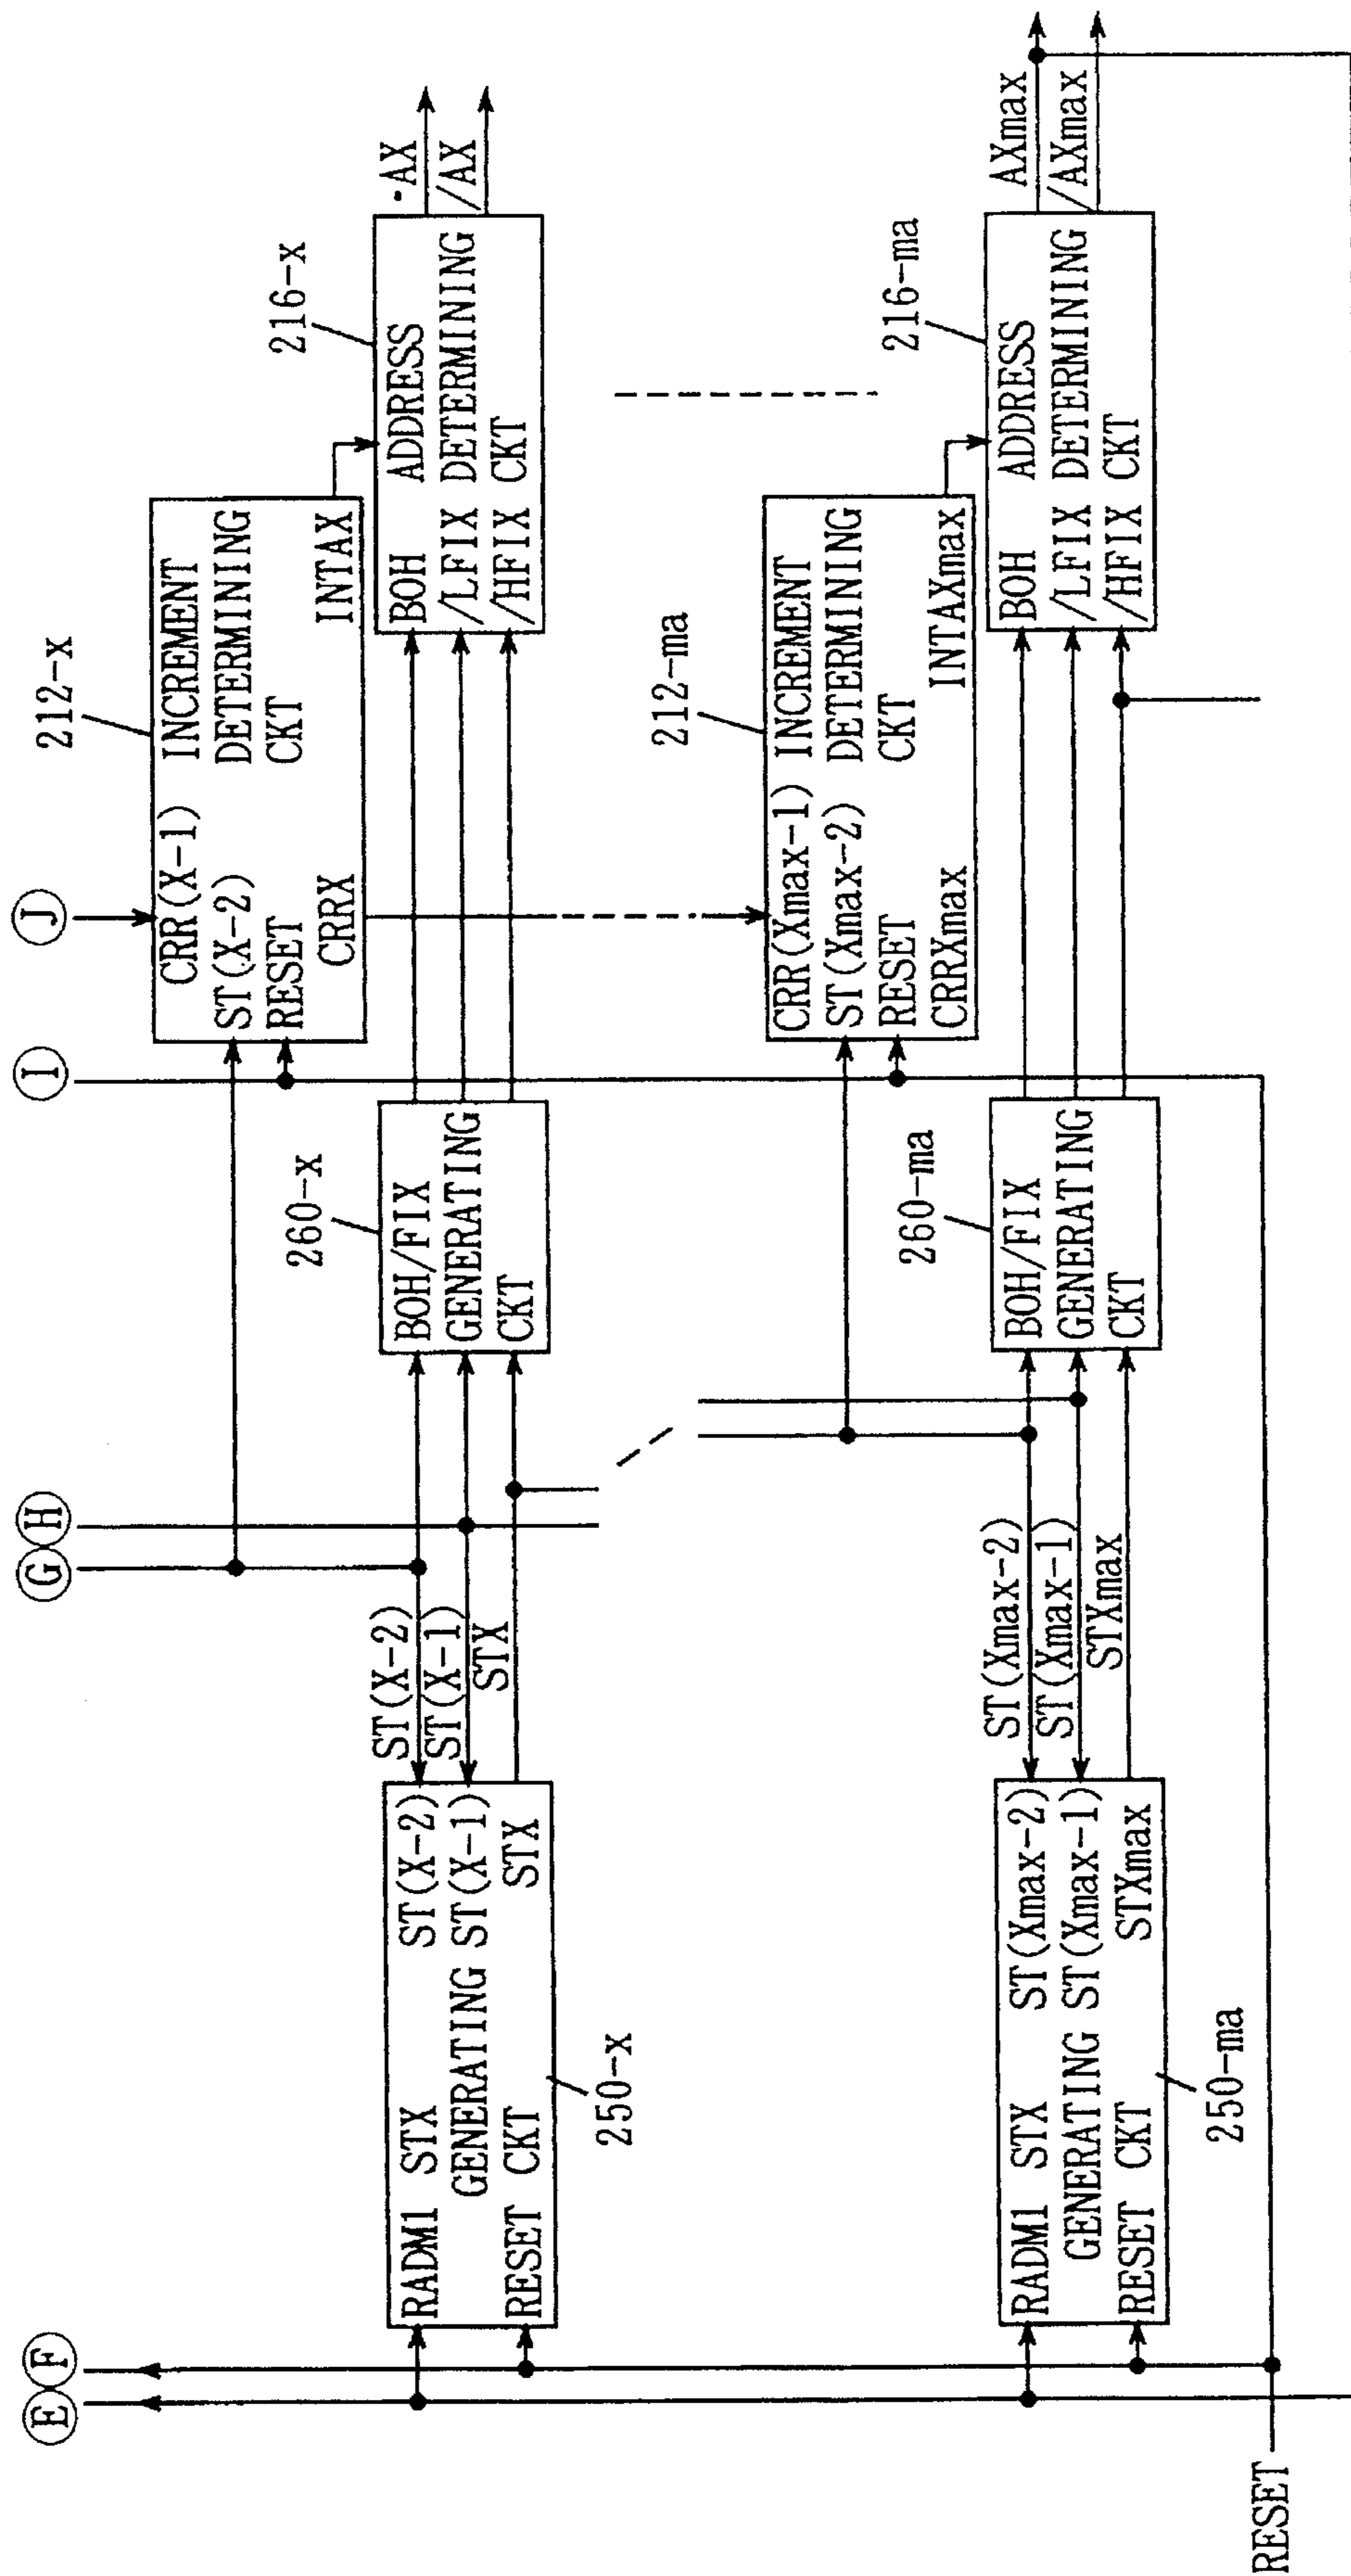 E
F
G
H
I
J
RADM1 STX ST(X-2)
GENERATING ST(X-1)
RESET CKT STX
250-x
ST(X-2)
ST(X-1)
STX
BOH/FIX
GENERATING
CKT
260-x
CRR(X-1) INCREMENT
ST(X-2) DETERMINING
RESET CKT
CRRX INTAX
212-x
BOH ADDRESS
/LFIX DETERMINING
/HFIX CKT
216-x
AX
/AX
RADM1 STX ST(Xmax-2)
GENERATING ST(Xmax-1)
RESET CKT STXmax
250-ma
ST(Xmax-2)
ST(Xmax-1)
STXmax
BOH/FIX
GENERATING
CKT
260-ma
CRR(Xmax-1) INCREMENT
ST(Xmax-2) DETERMINING
RESET CKT
CRRXmax INTAXmax
212-ma
BOH ADDRESS
/LFIX DETERMINING
/HFIX CKT
216-ma
AXmax
/AXmax
RESET